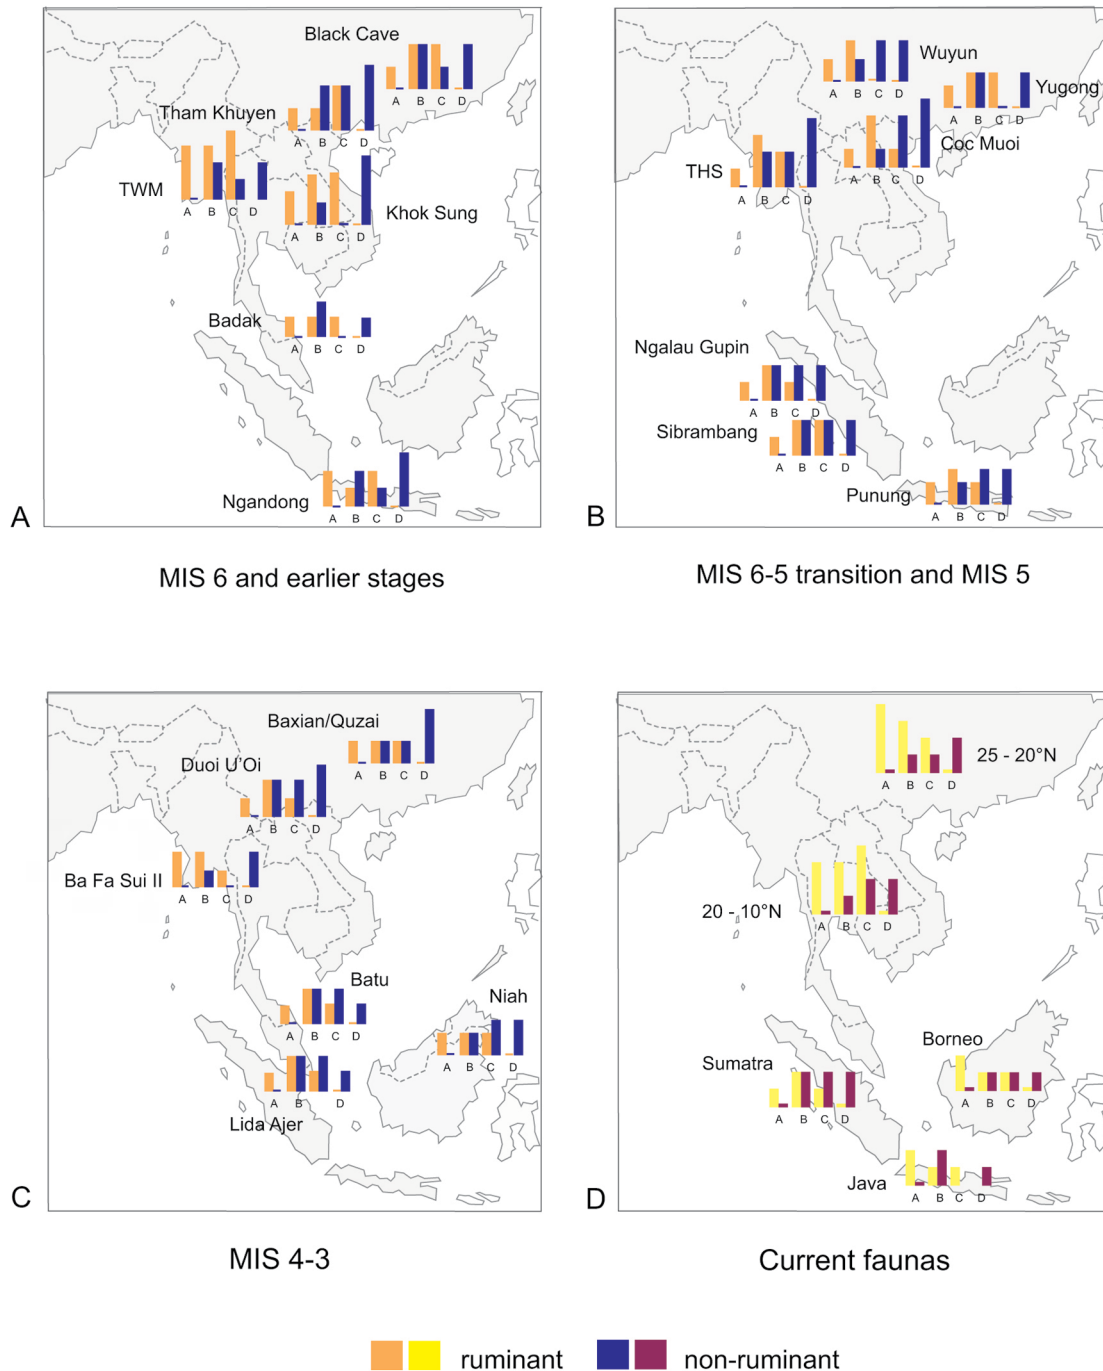 Black Cave
A B C D
Tham Khuyen
A B C D
TWM
A B C D
Khok Sung
A B C D
Badak
A B C D
Ngandong
A B C D
A
MIS 6 and earlier stages
Wuyun
A B C D
Yugong
A B C D
Coc Muoi
A B C D
THS
A B C D
Ngalau Gupin
A B C D
Sibrambang
A B C D
Punung
A B C D
B
MIS 6-5 transition and MIS 5
Baxian/Quzai
A B C D
Duoi U'Oi
A B C D
Ba Fa Sui II
A B C D
Batu
A B C D
Niah
A B C D
Lida Ajer
A B D
C
MIS 4-3
25 - 20°N
A B C D
20 - 10°N
A B C D
Borneo
A B C D
Sumatra
A B C D
Java
A B C D
D
Current faunas
ruminant
non-ruminant